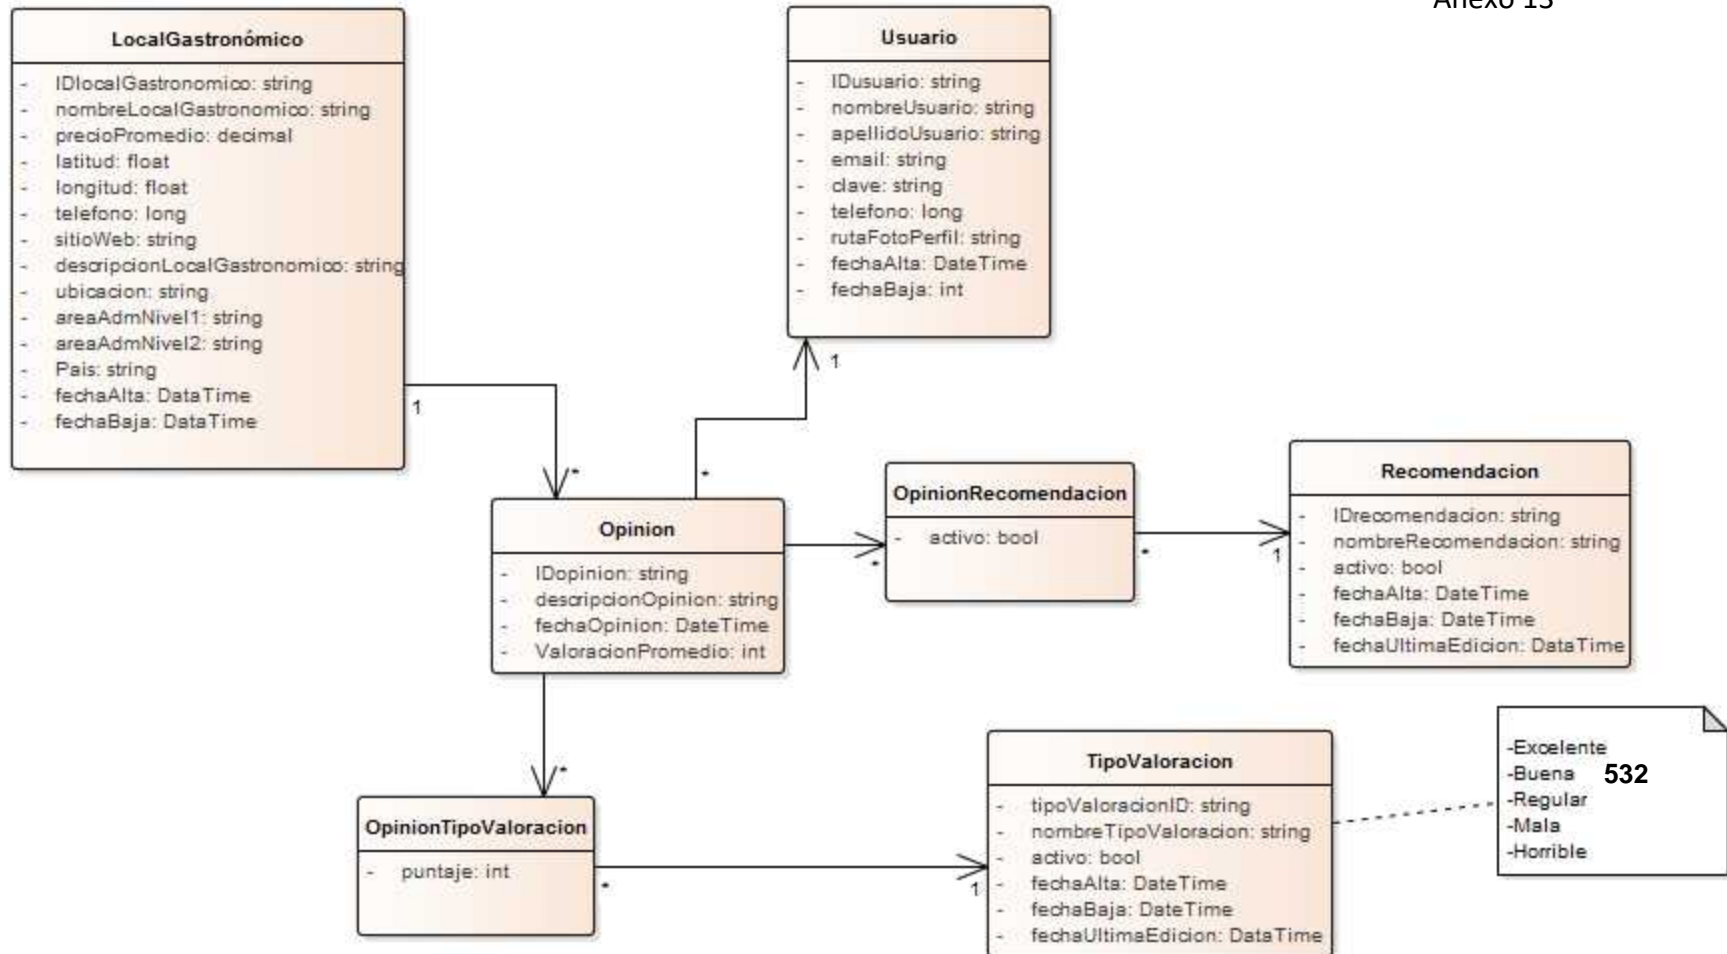 Anexo 13
LocalGastronómico
- IDlocalGastronomico: string
- nombreLocalGastronomico: string
- precioPromedio: decimal
- latitud: float
- longitud: float
- telefono: long
- sitioWeb: string
- descripcionLocalGastronomico: string
- ubicacion: string
- areaAdmNivel1: string
- areaAdmNivel2: string
- Pais: string
- fechaAlta: DataTime
- fechaBaja: DataTime
1
*
Usuario
- IDusuario: string
- nombreUsuario: string
- apellidoUsuario: string
- email: string
- clave: string
- telefono: long
- rutaFotoPerfil: string
- fechaAlta: DateTime
- fechaBaja: int
1
*
Opinion
- IDopinion: string
- descripcionOpinion: string
- fechaOpinion: DateTime
- ValoracionPromedio: int
*
OpinionRecomendacion
- activo: bool
*
1
Recomendacion
- IDrecomendacion: string
- nombreRecomendacion: string
- activo: bool
- fechaAlta: DateTime
- fechaBaja: DateTime
- fechaUltimaEdicion: DataTime
*
OpinionTipoValoracion
- puntaje: int
*
1
TipoValoracion
- tipoValoracionID: string
- nombreTipoValoracion: string
- activo: bool
- fechaAlta: DateTime
- fechaBaja: DateTime
- fechaUltimaEdicion: DataTime
-Excelente
-Buena 532
-Regular
-Mala
-Horrible